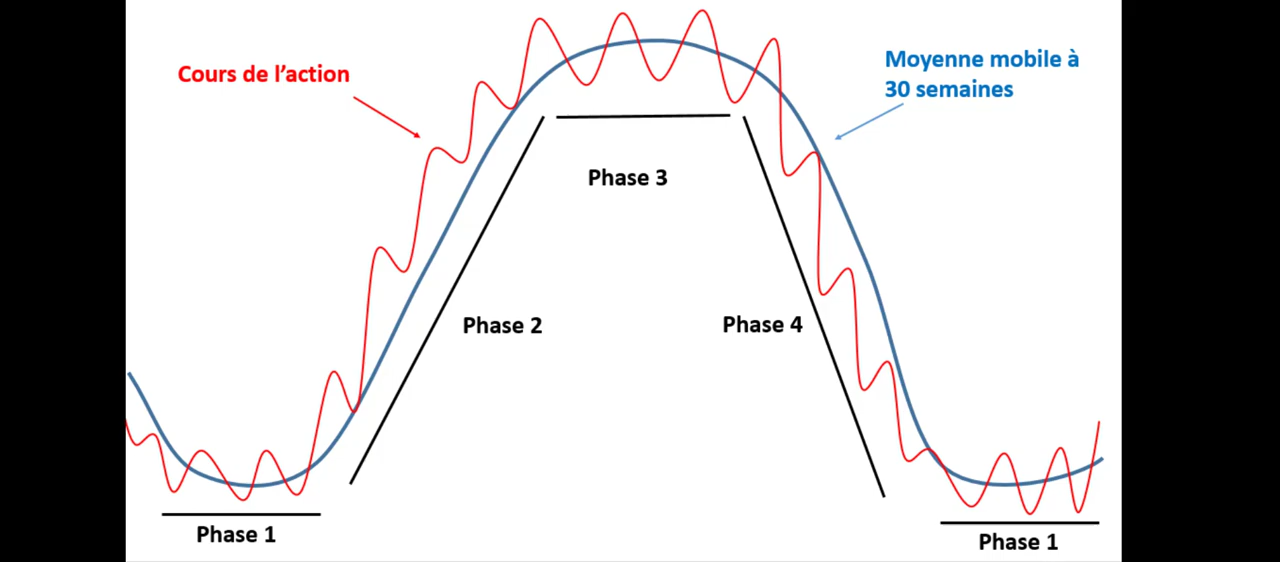 Cours de l’action
Moyenne mobile à
30 semaines
Phase 3
Phase 2
Phase 4
Phase 1
Phase 1